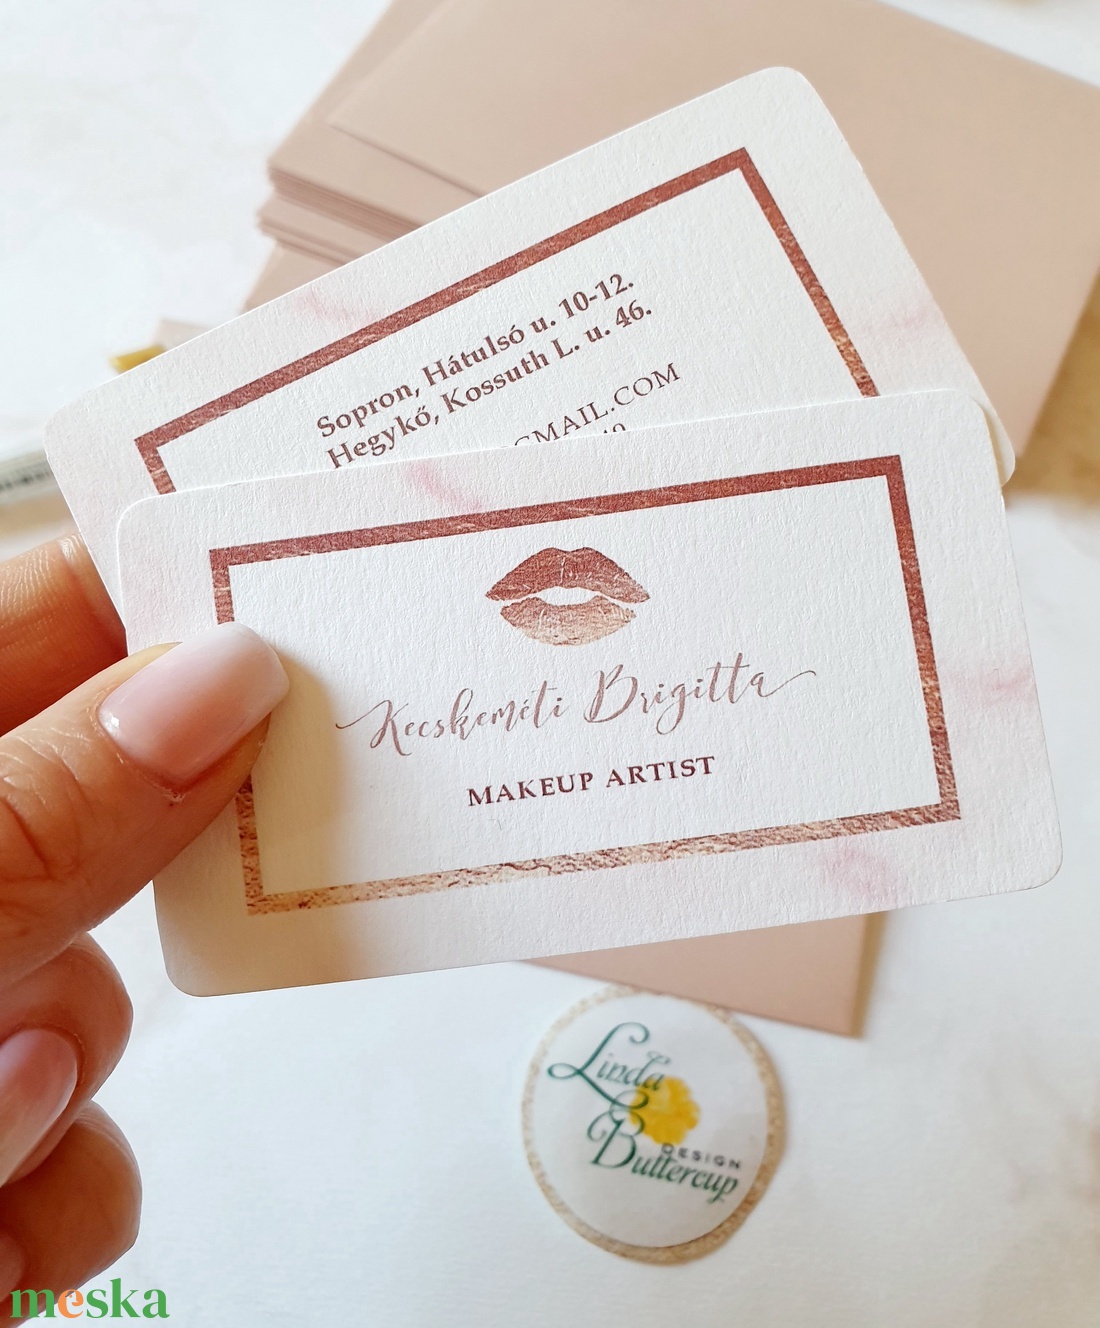 Sopron, Hátulsó u. 10-12.
Hegykő, Kossuth L. u. 46.
GMAIL.COM
Kecskeméti Brigitta
MAKEUP ARTIST
Linda
DESIGN
Buttercup
meska